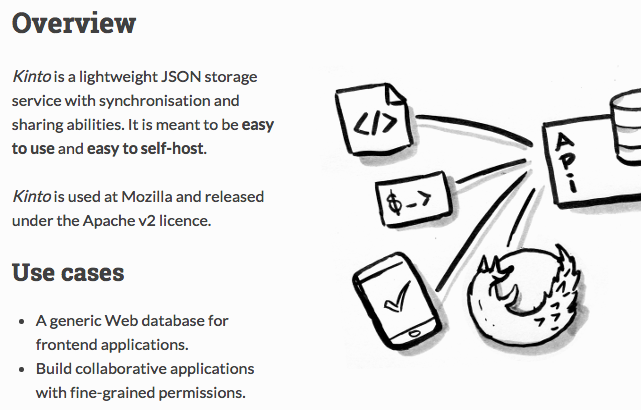 Overview
Kinto is a lightweight JSON storage
service with synchronisation and
sharing abilities. It is meant to be easy
to use and easy to self-host.
Kinto is used at Mozilla and released
under the Apache v2 licence.
Use cases
• A generic Web database for
frontend applications.
• Build collaborative applications
with fine-grained permissions.
</>
$_->
API